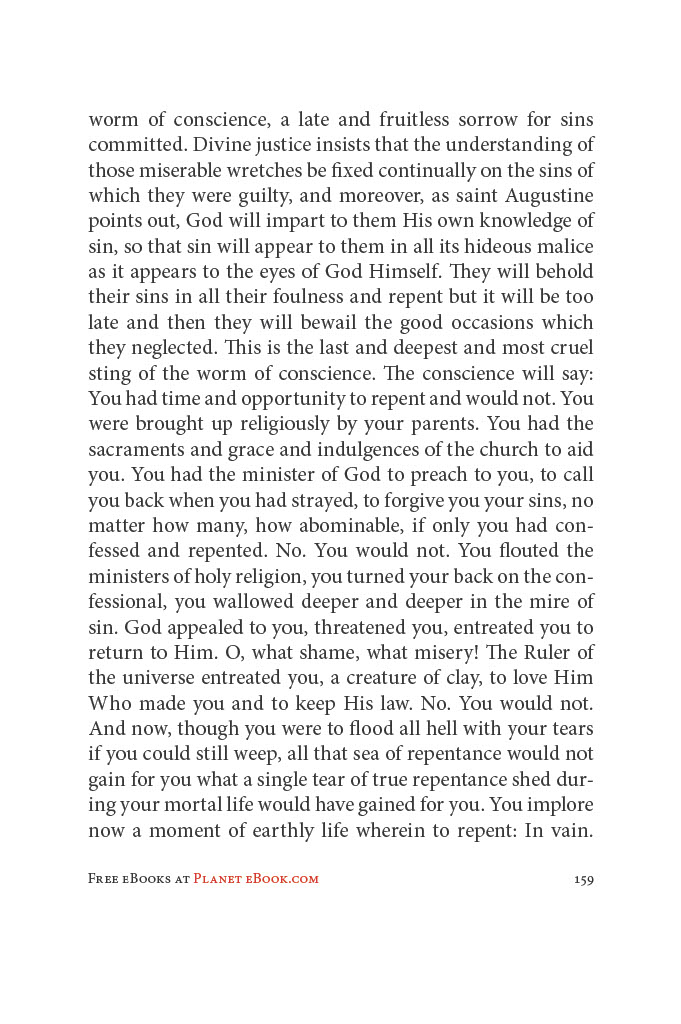 worm of conscience, a late and fruitless sorrow for sins
committed. Divine justice insists that the understanding of
those miserable wretches be fixed continually on the sins of
which they were guilty, and moreover, as saint Augustine
points out, God will impart to them His own knowledge of
sin, so that sin will appear to them in all its hideous malice
as it appears to the eyes of God Himself. They will behold
their sins in all their foulness and repent but it will be too
late and then they will bewail the good occasions which
they neglected. This is the last and deepest and most cruel
sting of the worm of conscience. The conscience will say:
You had time and opportunity to repent and would not. You
were brought up religiously by your parents. You had the
sacraments and grace and indulgences of the church to aid
you. You had the minister of God to preach to you, to call
you back when you had strayed, to forgive you your sins, no
matter how many, how abominable, if only you had con-
fessed and repented. No. You would not. You flouted the
ministers of holy religion, you turned your back on the con-
fessional, you wallowed deeper and deeper in the mire of
sin. God appealed to you, threatened you, entreated you to
return to Him. O, what shame, what misery! The Ruler of
the universe entreated you, a creature of clay, to love Him
Who made you and to keep His law. No. You would not.
And now, though you were to flood all hell with your tears
if you could still weep, all that sea of repentance would not
gain for you what a single tear of true repentance shed dur-
ing your mortal life would have gained for you. You implore
now a moment of earthly life wherein to repent: In vain.
Free eBooks at Planet eBook.com 159